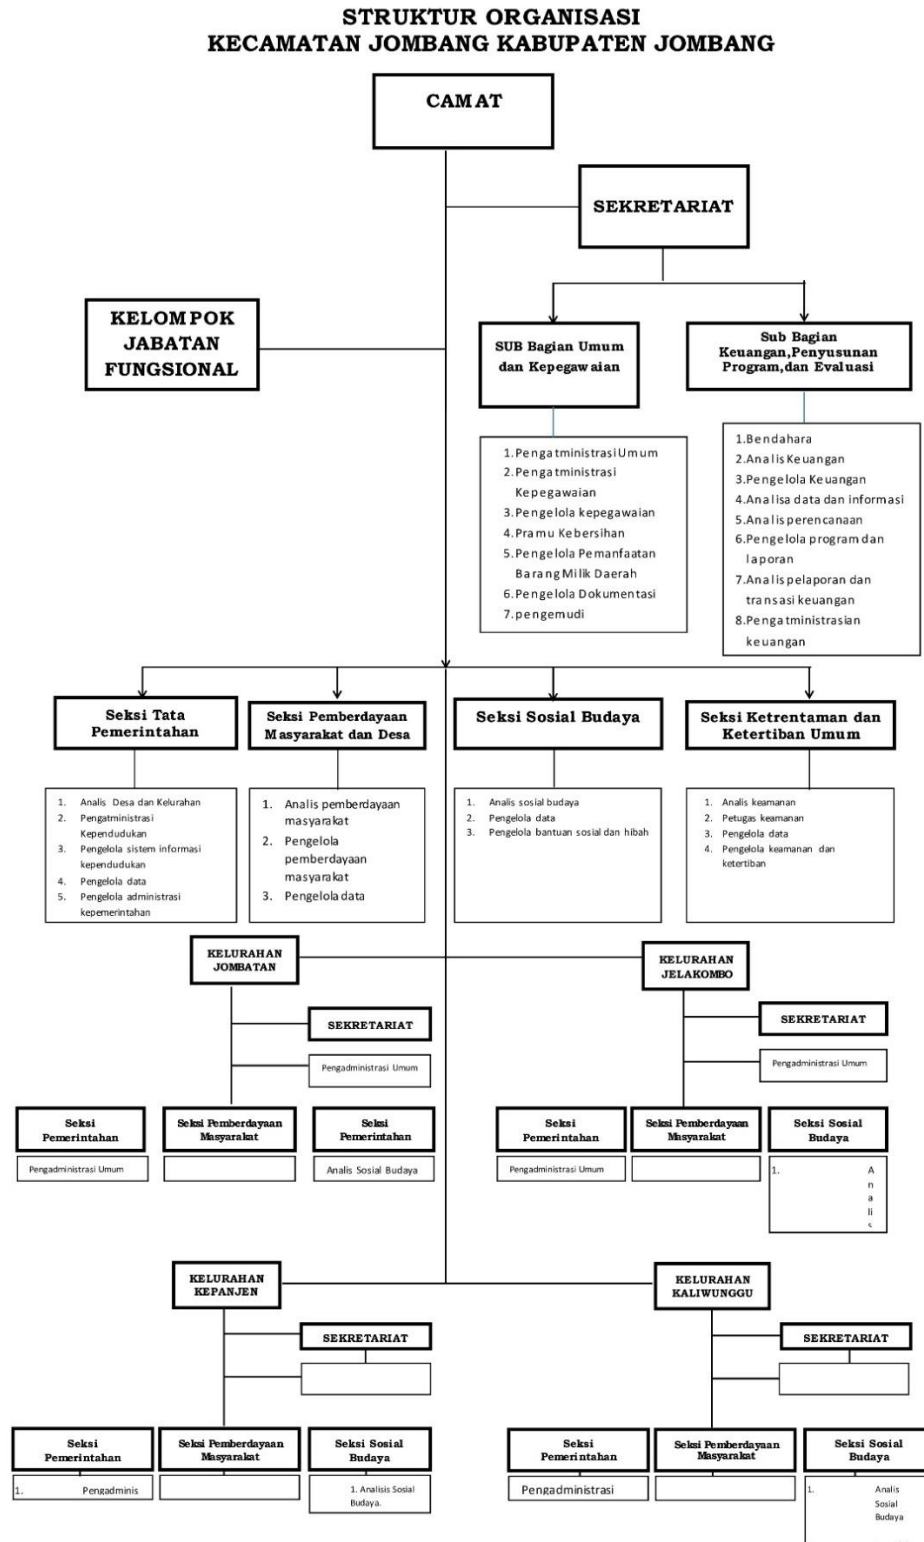 STRUKTUR ORGANISASI
KECAMATAN JOMBANG KABUPATEN JOMBANG
CAMAT
SEKRETARIAT
KELOMPOK
JABATAN
FUNGSIONAL
SUB Bagian Umum
dan Kepegawaian
Sub Bagian
Keuangan,Penyusunan
Program,dan Evaluasi
1.Pengatministrasi Umum
2.Pengatministrasi
Kepegawaian
3.Pengelola kepegawaian
4.Pramu Kebersihan
5.Pengelola Pemanfaatan
Barang Milik Daerah
6.Pengelola Dokumentasi
7.pengemudi
1.Bendahara
2.Analis Keuangan
3.Pengelola Keuangan
4.Analisa data dan informasi
5.Analis perencanaan
6.Pengelola program dan
laporan
7.Analis pelaporan dan
transasi keuangan
8.Pengatministrasian
keuangan
Seksi Tata
Pemerintahan
Seksi Pemberdayaan
Masyarakat dan Desa
Seksi Sosial Budaya
Seksi Ketrentaman dan
Ketertiban Umum
1. Analis Desa dan Kelurahan
2. Pengatministrasi
Kependudukan
3. Pengelola sistem informasi
kependudukan
4. Pengelola data
5. Pengelola administrasi
kepemerintahan
1. Analis pemberdayaan
masyarakat
2. Pengelola
pemberdayaan
masyarakat
3. Pengelola data
1. Analis sosial budaya
2. Pengelola data
3. Pengelola bantuan sosial dan hibah
1. Analis keamanan
2. Petugas keamanan
3. Pengelola data
4. Pengelola keamanan dan
ketertiban
KELURAHAN
JOMBATAN
SEKRETARIAT
Pengadministrasi Umum
Seksi
Pemerintahan
Seksi Pemberdayaan
Masyarakat
Seksi
Pemerintahan
Pengadministrasi Umum
Analis Sosial Budaya
KELURAHAN
JELAKOMBO
SEKRETARIAT
Pengadministrasi Umum
Seksi
Pemerintahan
Seksi Pemberdayaan
Masyarakat
Seksi Sosial
Budaya
Pengadministrasi Umum
1. A
n
a
li
s
KELURAHAN
KEPANJEN
SEKRETARIAT
Seksi
Pemerintahan
Seksi Pemberdayaan
Masyarakat
Seksi Sosial
Budaya
1. Pengadminis
1. Analisis Sosial
Budaya.
KELURAHAN
KALIWUNGGU
SEKRETARIAT
Seksi
Pemerintahan
Seksi Pemberdayaan
Masyarakat
Seksi Sosial
Budaya
Pengadministrasi
1. Analis
Sosial
Budaya